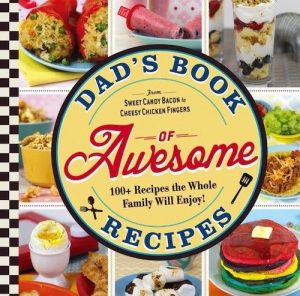 DAD'S BOOK
From
SWEET CANDY BACON to
CHEESY CHICKEN FINGERS
OF
Awesome
100+ Recipes the Whole
Family Will Enjoy!
RECIPES